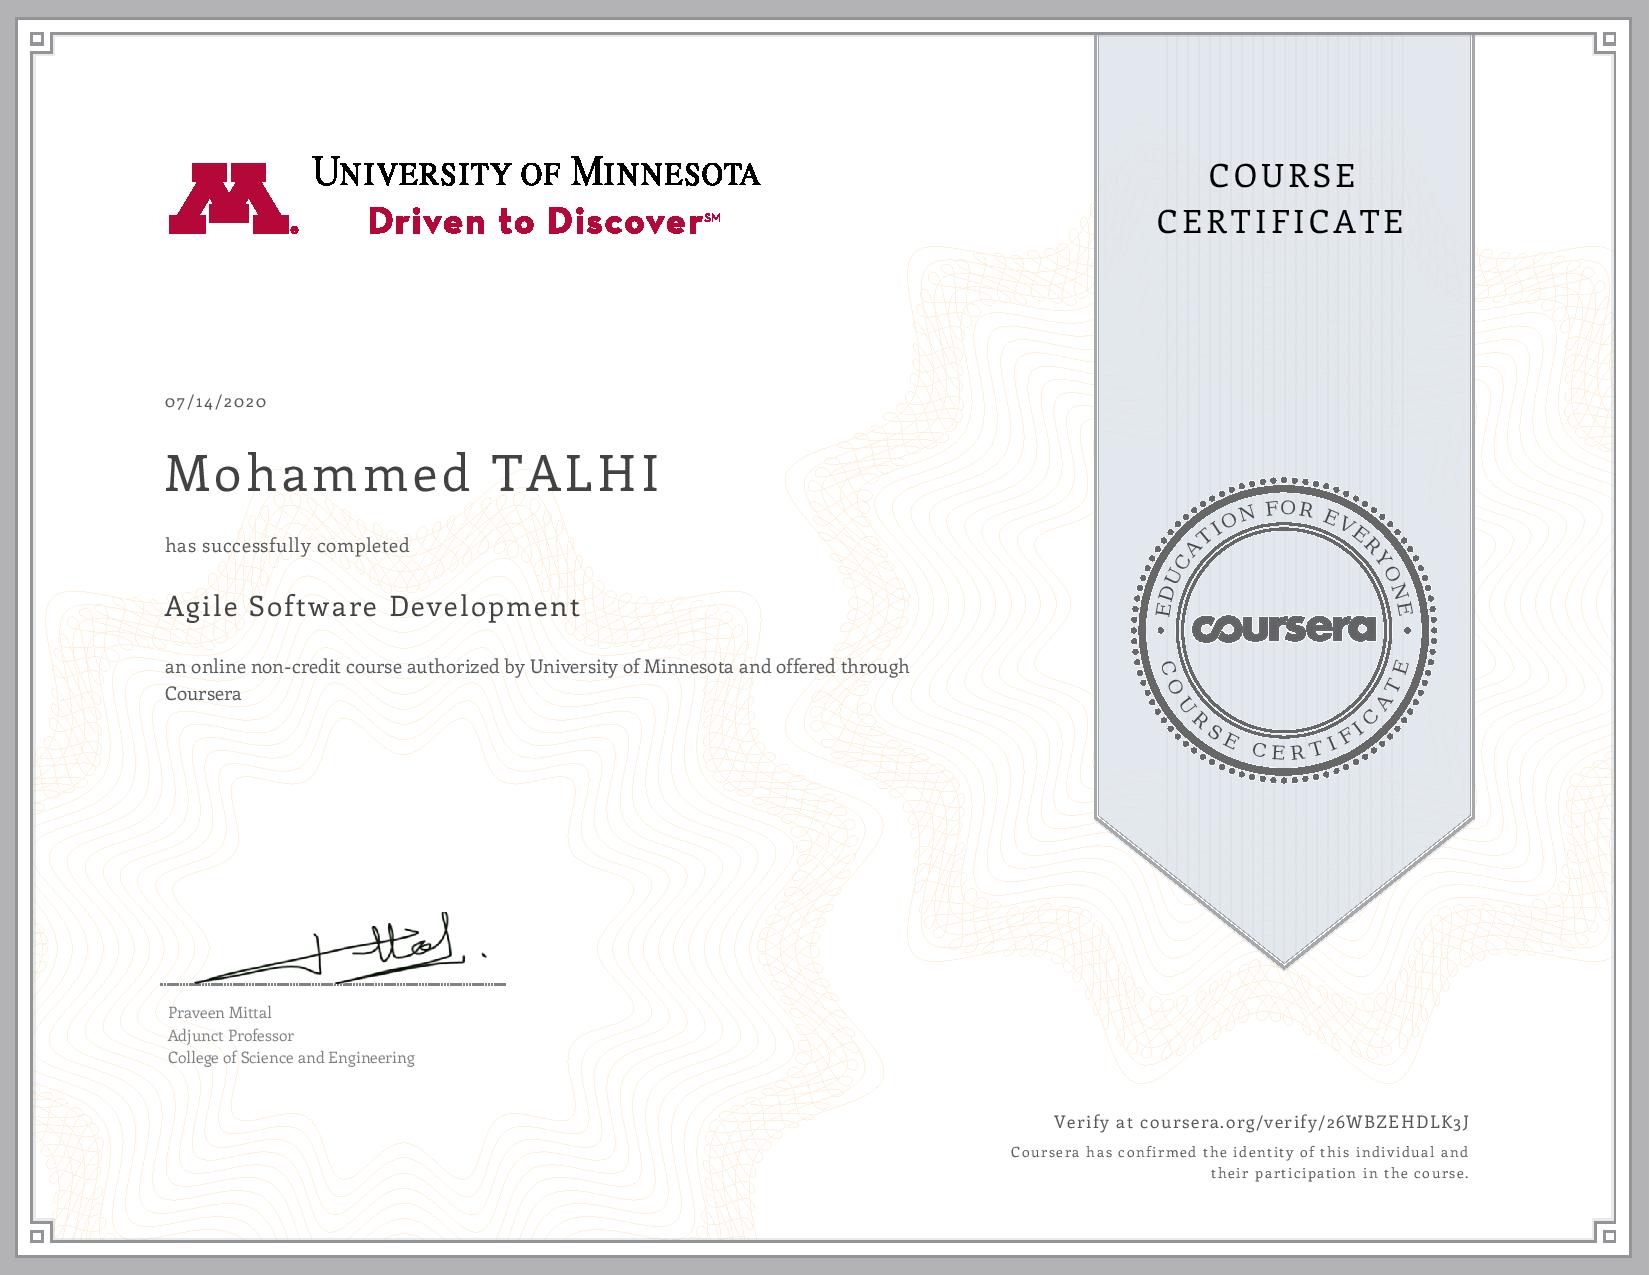 UNIVERSITY OF MINNESOTA
Driven to Discover℠
COURSE
CERTIFICATE
07/14/2020
Mohammed TALHI
has successfully completed
Agile Software Development
an online non-credit course authorized by University of Minnesota and offered through
Coursera
EDUCATION FOR EVERYONE
coursera
COURSE CERTIFICATE
Praveen Mittal
Adjunct Professor
College of Science and Engineering
Verify at coursera.org/verify/26WBZEHDLK3J
Coursera has confirmed the identity of this individual and
their participation in the course.